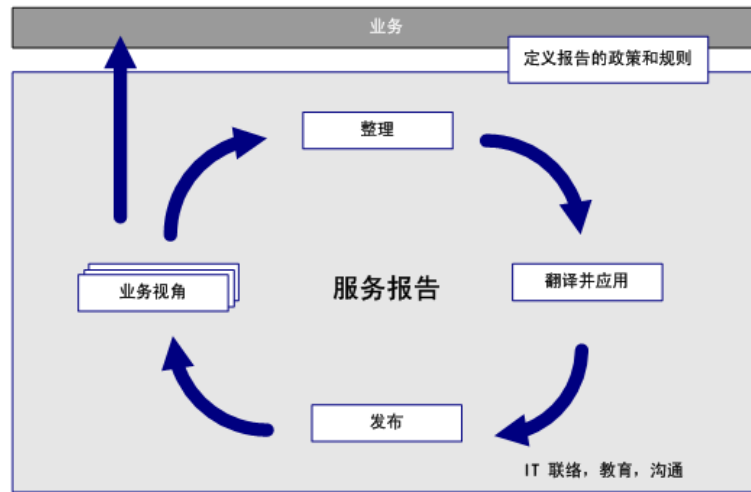 业务
定义报告的政策和规则
整理
业务视角
服务报告
翻译并应用
发布
IT 联络，教育，沟通